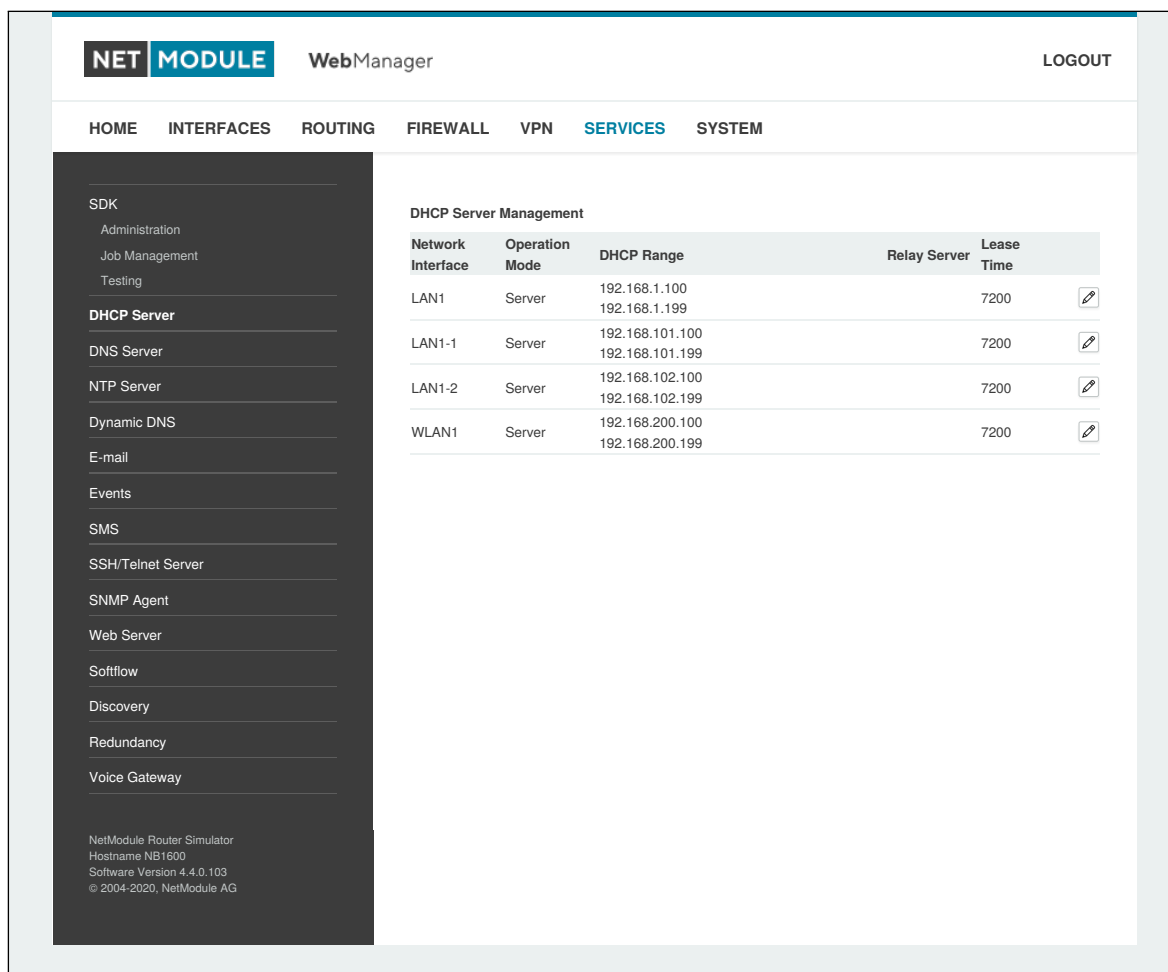 NET MODULE WebManager LOGOUT
HOME INTERFACES ROUTING FIREWALL VPN SERVICES SYSTEM
SDK
Administration
Job Management
Testing
DHCP Server
DNS Server
NTP Server
Dynamic DNS
E-mail
Events
SMS
SSH/Telnet Server
SNMP Agent
Web Server
Softflow
Discovery
Redundancy
Voice Gateway
NetModule Router Simulator
Hostname NB1600
Software Version 4.4.0.103
© 2004-2020, NetModule AG
DHCP Server Management
Network Interface Operation Mode DHCP Range Relay Server Lease Time
LAN1 Server 192.168.1.100 7200
192.168.1.199
LAN1-1 Server 192.168.101.100 7200
192.168.101.199
LAN1-2 Server 192.168.102.100 7200
192.168.102.199
WLAN1 Server 192.168.200.100 7200
192.168.200.199